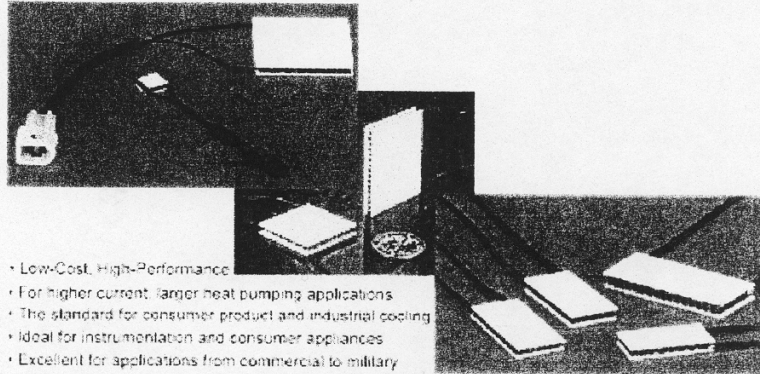 • Low-Cost, High-Performance
• For higher current, larger heat pumping applications
• The standard for consumer product and industrial cooling
• Ideal for instrumentation and consumer appliances
• Excellent for applications from commercial to military